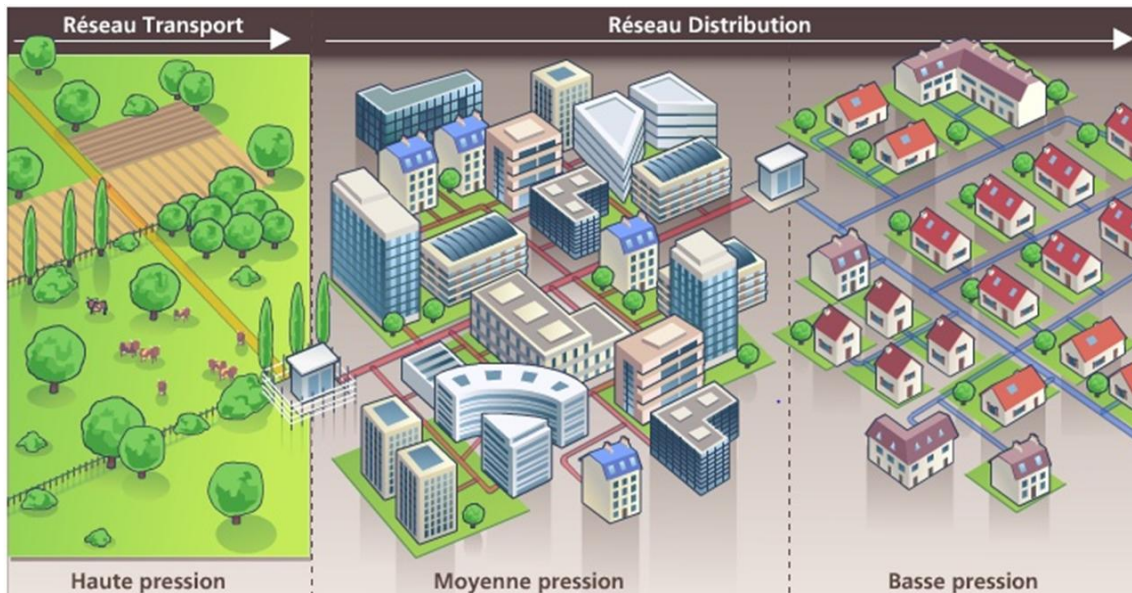 Réseau Transport
Réseau Distribution
Haute pression
Moyenne pression
Basse pression